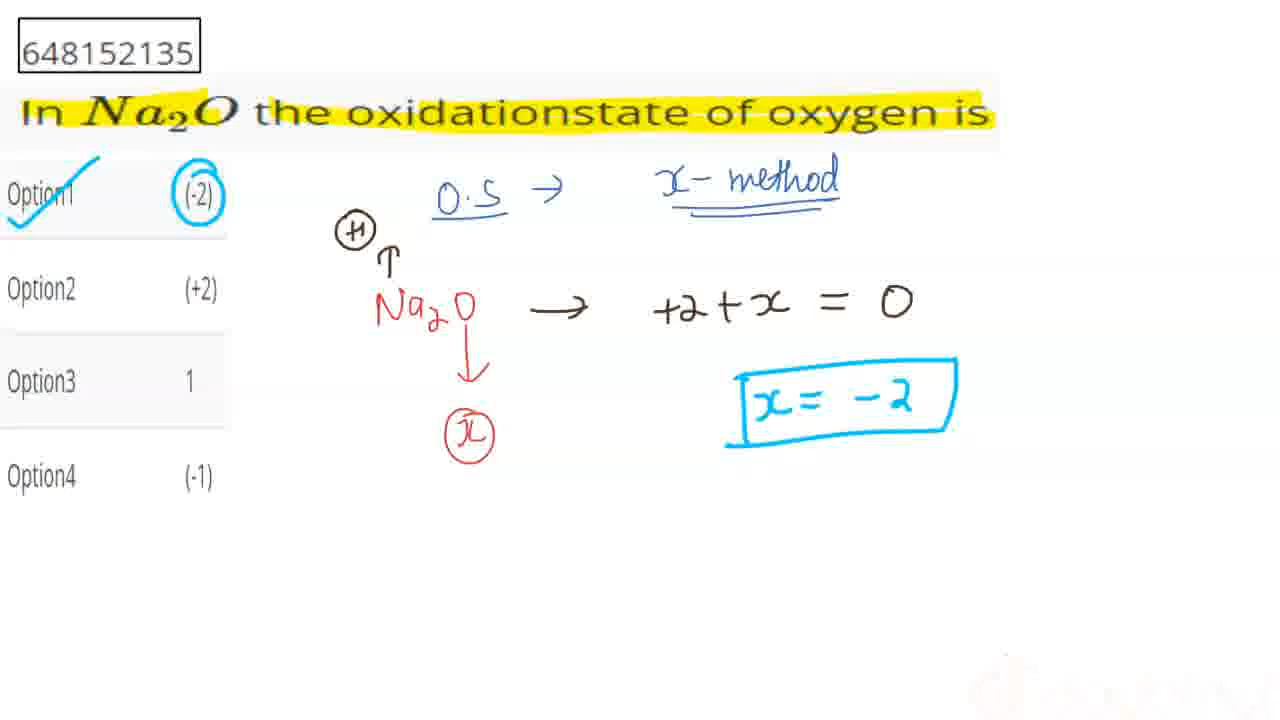 648152135
In Na₂O the oxidationstate of oxygen is
Option1 (-2)
O.S → x-method
Option2 (+2)
+1
↑
Na₂O → +2+x = 0
↓
x
Option3 1
x = -2
Option4 (-1)